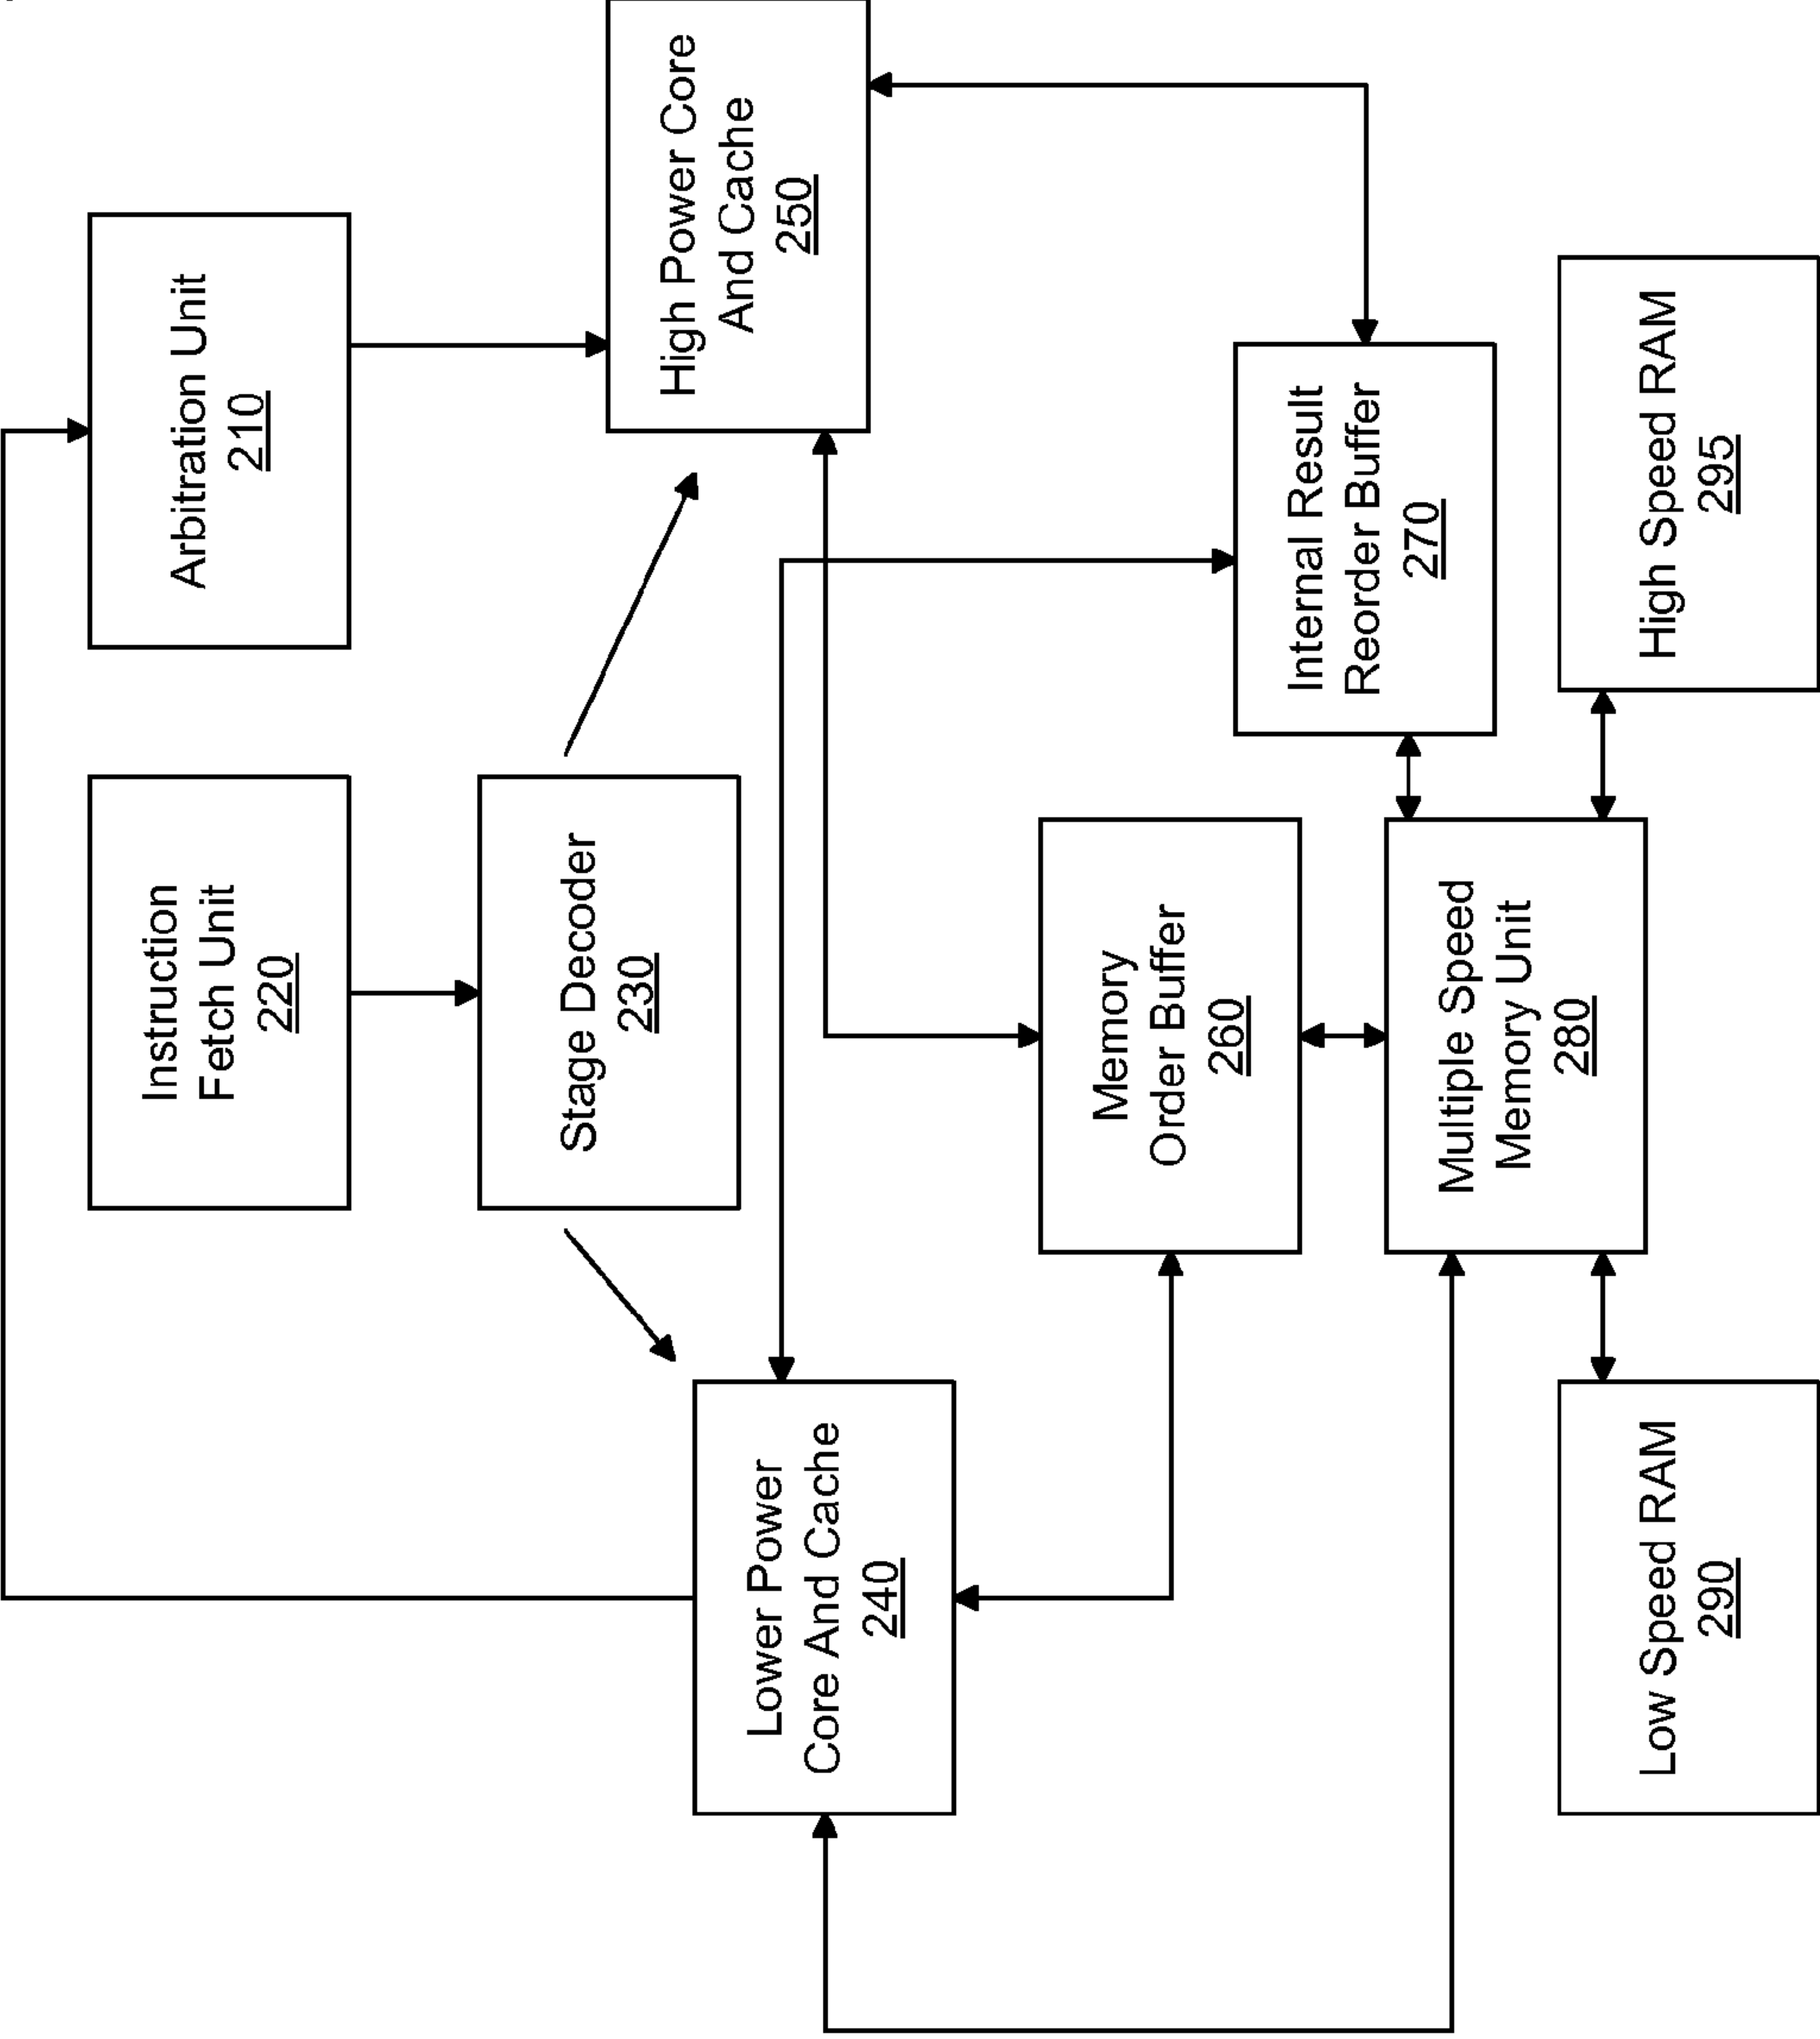 Arbitration Unit
210
Instruction
Fetch Unit
220
Stage Decoder
230
High Power Core
And Cache
250
Lower Power
Core And Cache
240
Memory
Order Buffer
260
Internal Result
Reorder Buffer
270
Multiple Speed
Memory Unit
280
Low Speed RAM
290
High Speed RAM
295